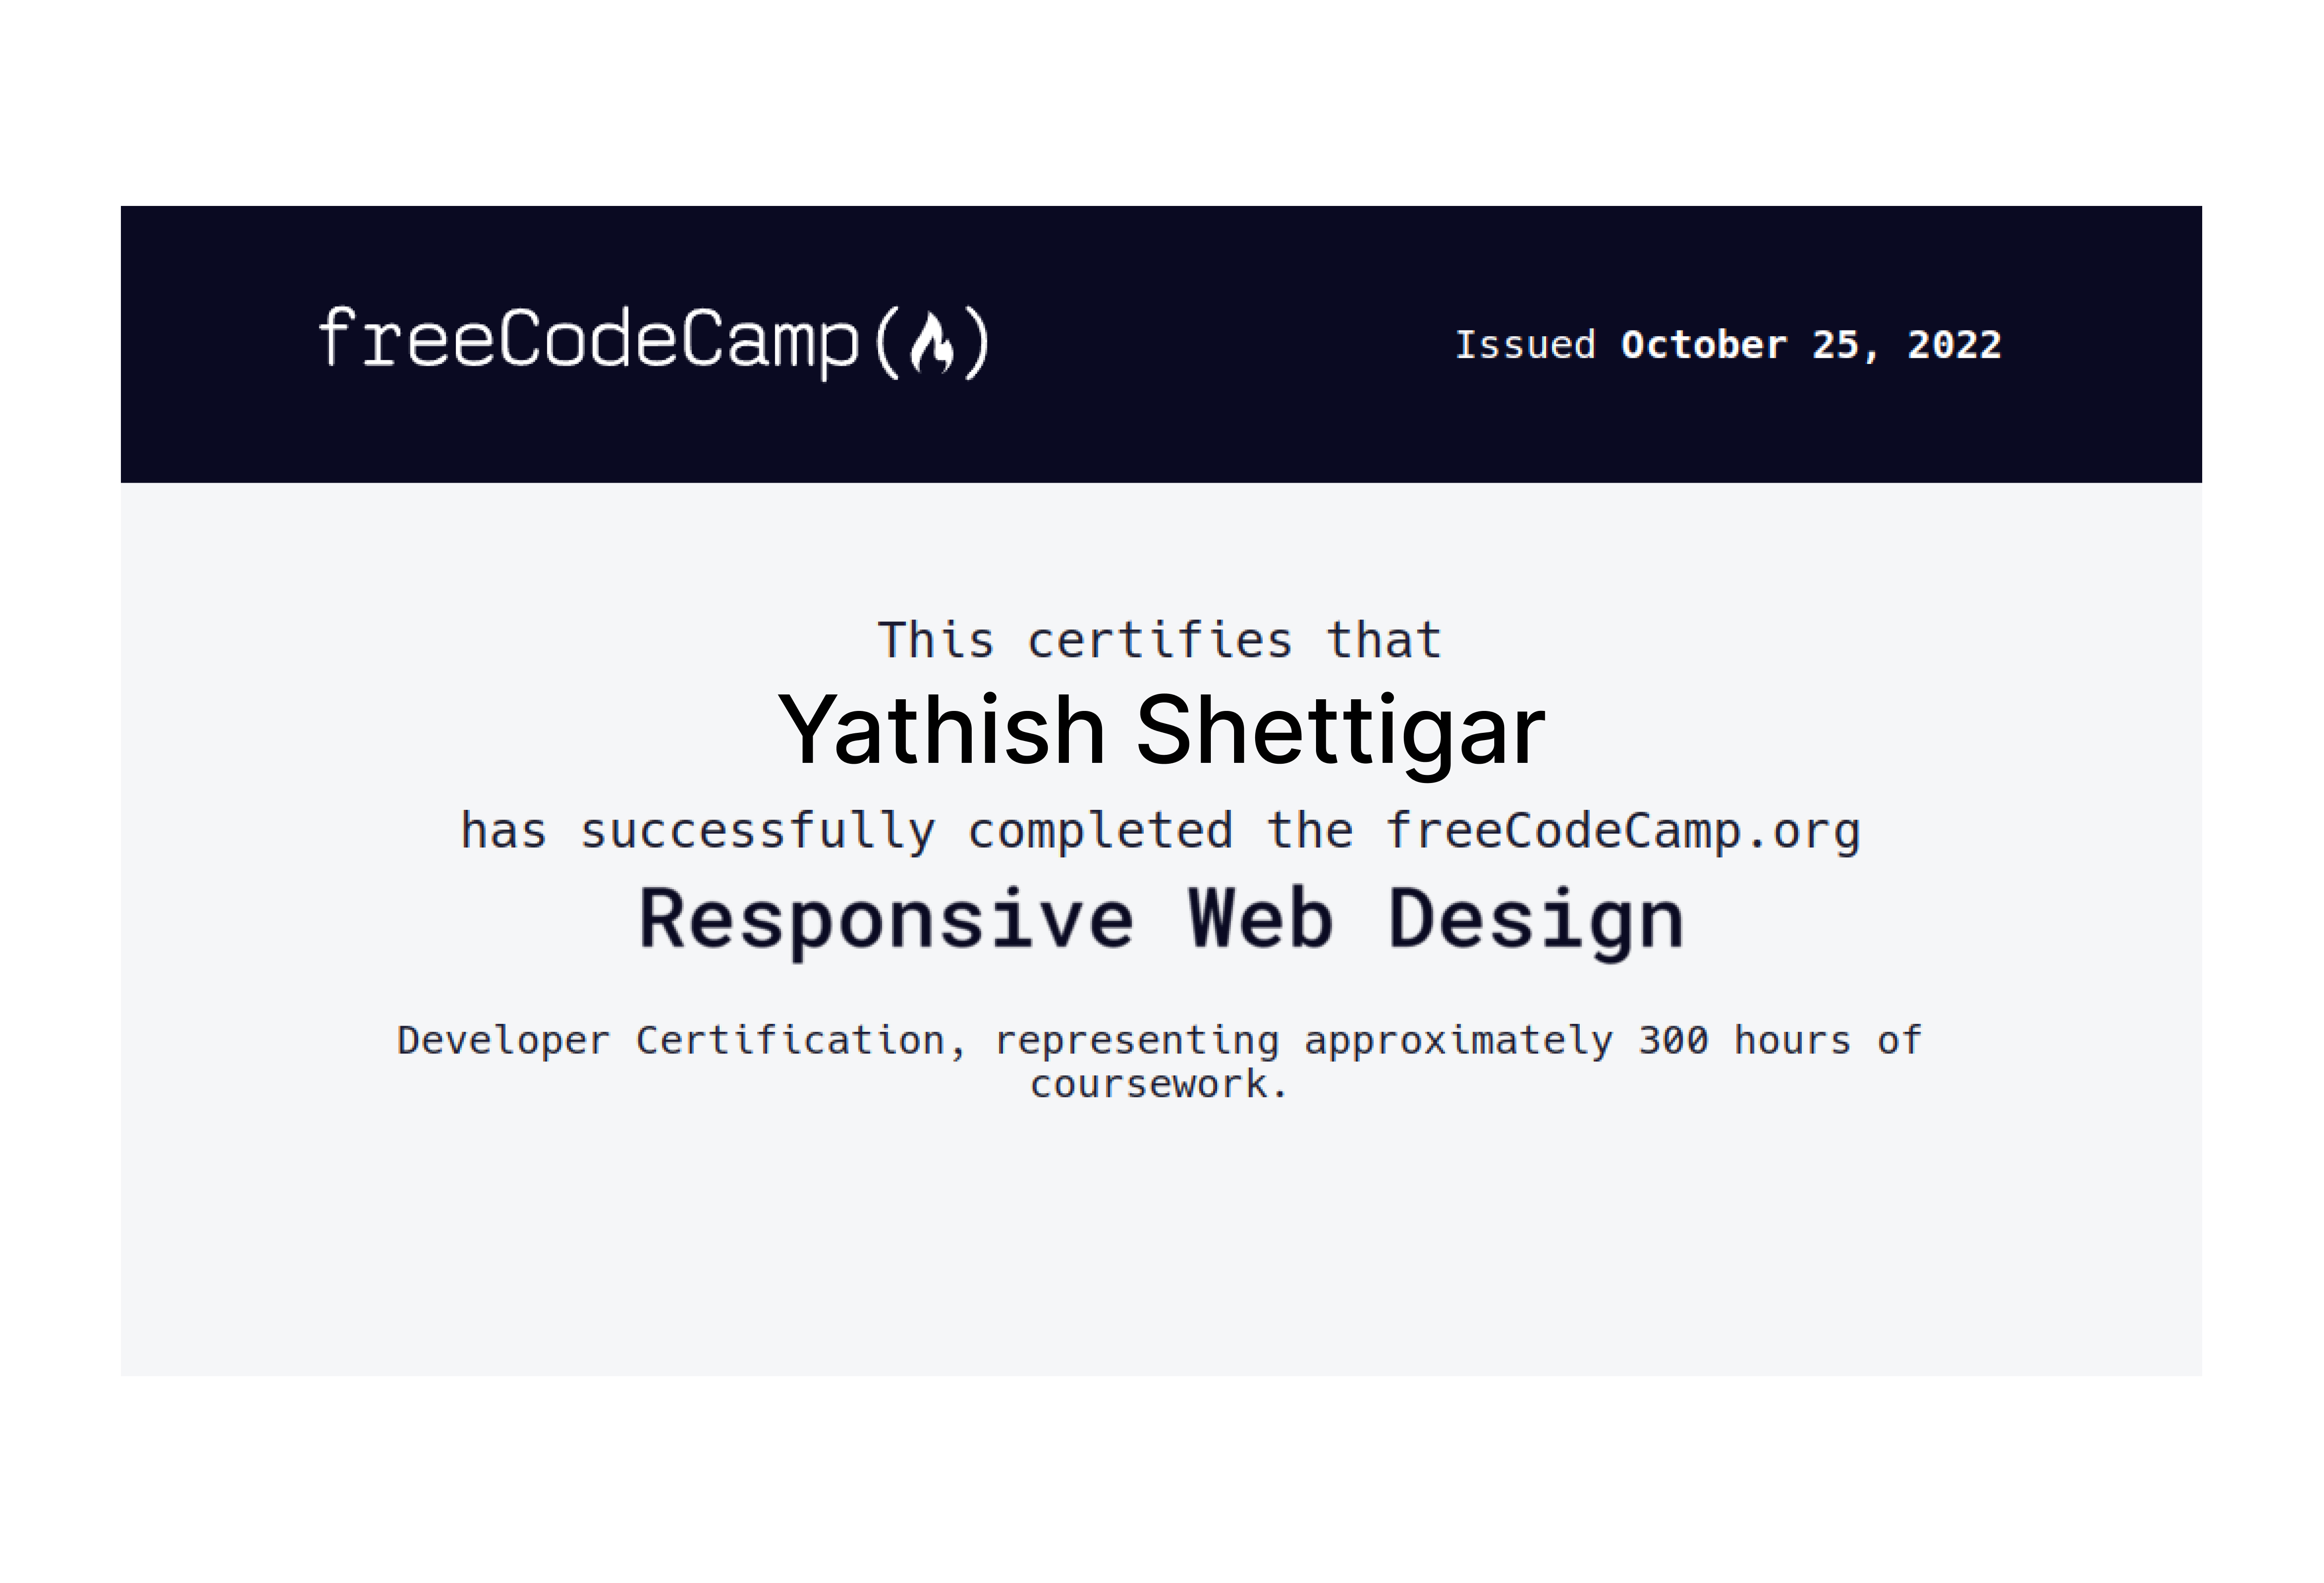 freeCodeCamp()
Issued October 25, 2022
This certifies that
Yathish Shettigar
has successfully completed the freeCodeCamp.org
Responsive Web Design
Developer Certification, representing approximately 300 hours of
coursework.